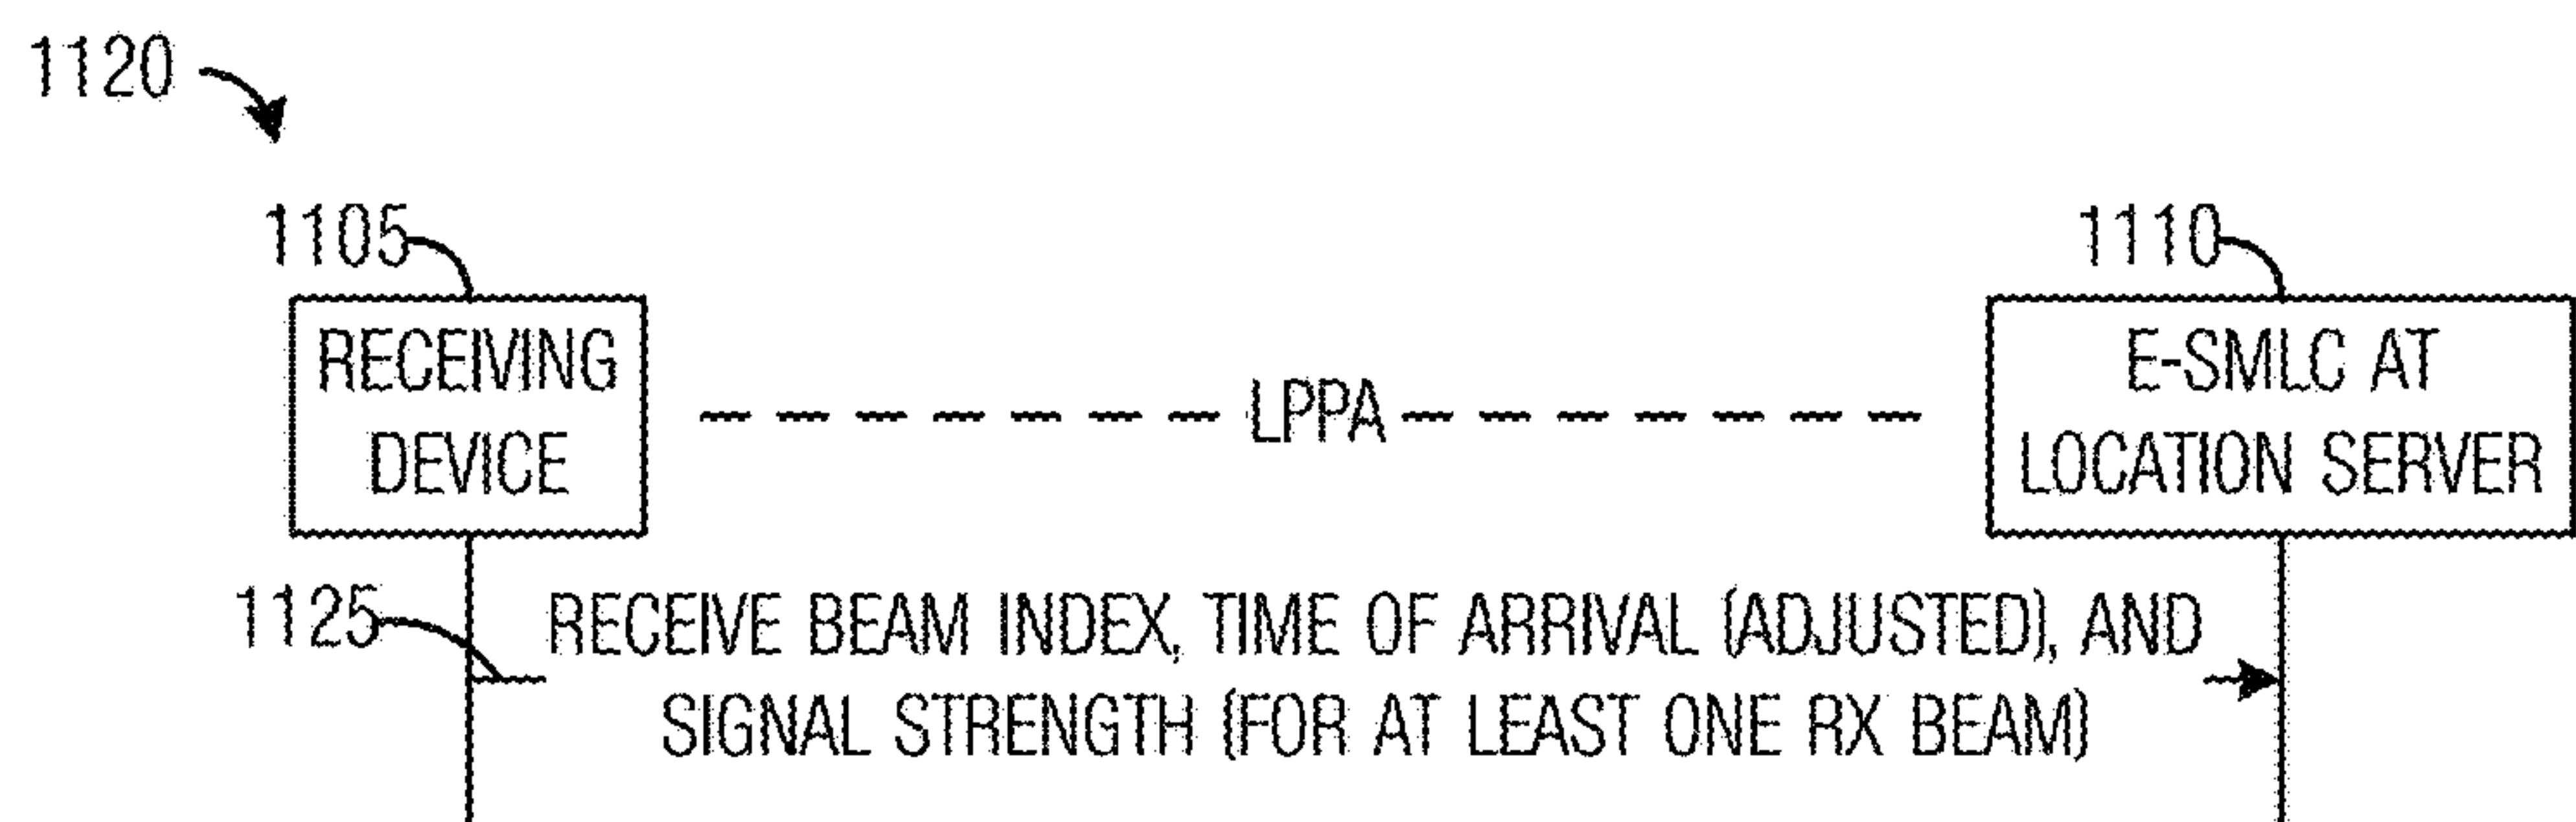 1120
1105
1110
RECEIVING
DEVICE
LPPA
E-SMLC AT
LOCATION SERVER
1125
RECEIVE BEAM INDEX, TIME OF ARRIVAL (ADJUSTED), AND
SIGNAL STRENGTH (FOR AT LEAST ONE RX BEAM)